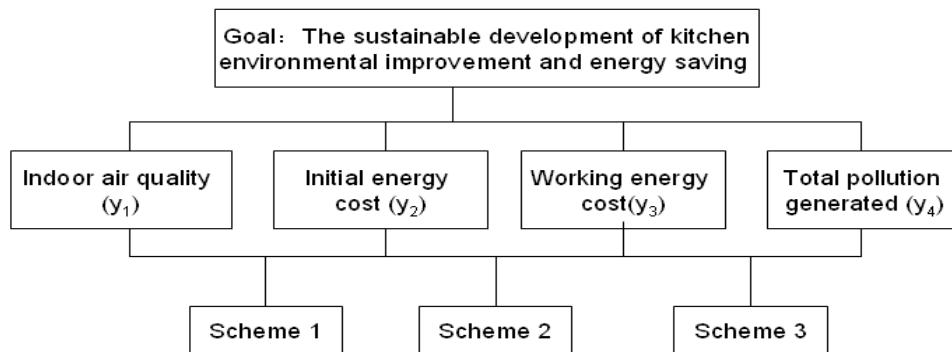 Goal: The sustainable development of kitchen
environmental improvement and energy saving
Indoor air quality
(y₁)
Initial energy
cost (y₂)
Working energy
cost(y₃)
Total pollution
generated (y₄)
Scheme 1
Scheme 2
Scheme 3